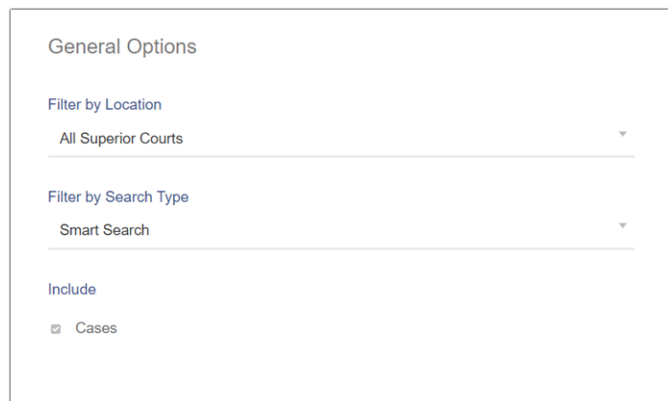 General Options
Filter by Location
All Superior Courts
Filter by Search Type
Smart Search
Include
Cases